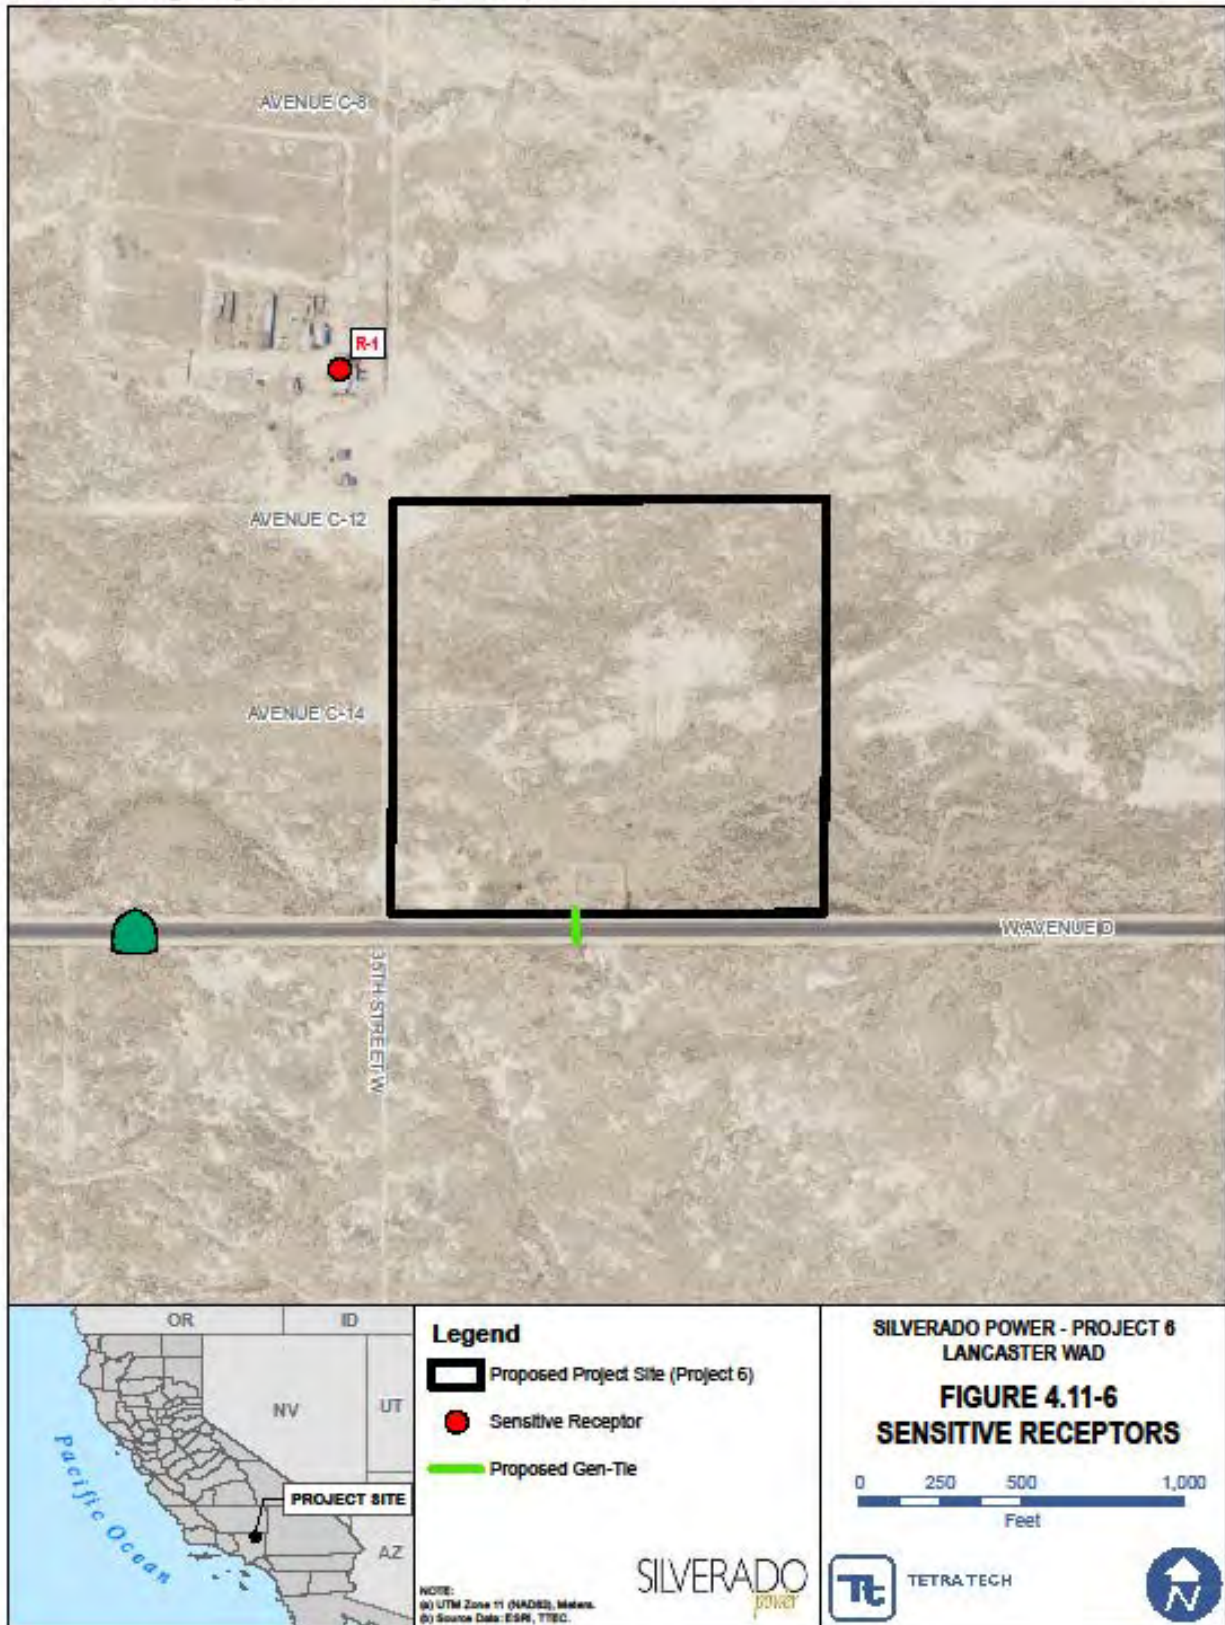 AVENUE C-8
R-1
AVENUE C-12
AVENUE C-14
W AVENUE D
35TH STREET W
OR
ID
NV
UT
AZ
Pacific Ocean
PROJECT SITE
Legend
Proposed Project Site (Project 6)
Sensitive Receptor
Proposed Gen-Tie
NOTE:
(a) UTM Zone 11 (NAD83), Meters.
(b) Source Data: ESRI, TTEC.
SILVERADO
power
SILVERADO POWER - PROJECT 6
LANCASTER WAD
FIGURE 4.11-6
SENSITIVE RECEPTORS
0 250 500 1,000
Feet
Tt
TETRA TECH
N